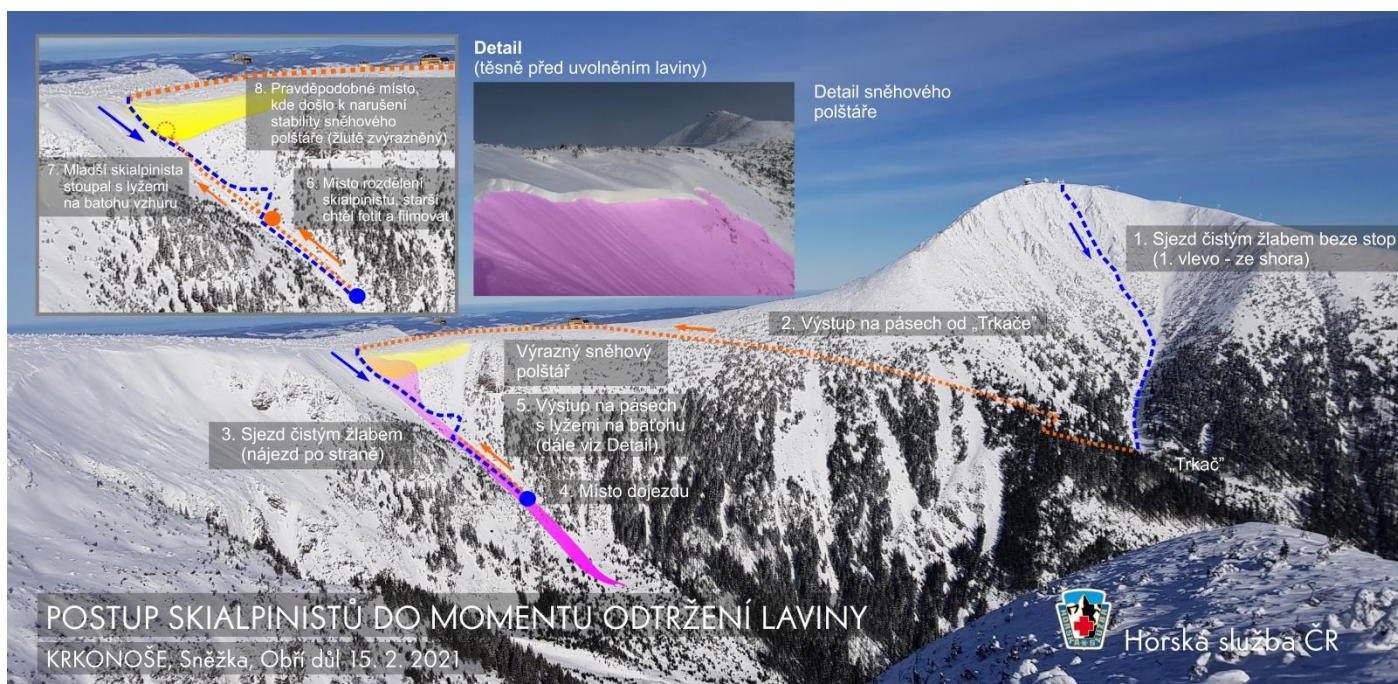 Detail
(těsně před uvolněním laviny)
Detail sněhového
polštáře
8. Pravděpodobné místo,
kde došlo k narušení
stability sněhového
polštáře (žlutě zvýrazněný)
7. Mladší skialpinista
stoupal s lyžemi
na batohu vzhůru
6. Místo rozdělení
skialpinistů, starší
chtěl fotit a filmovat
1. Sjezd čistým žlabem beze stop
(1. vlevo - ze shora)
2. Výstup na pásech od „Trkače"
Výrazný sněhový
polštář
5. Výstup na pásech
s lyžemi na baťohu
(dále viz Detail)
3. Sjezd čistým žlabem
(nájezd po straně)
4. Místo dojezdu
„Trkač"
POSTUP SKIALPINISTŮ DO MOMENTU ODTRŽENÍ LAVINY
KRKONOŠE, Sněžka, Obří důl 15. 2. 2021
Horská služba ČR